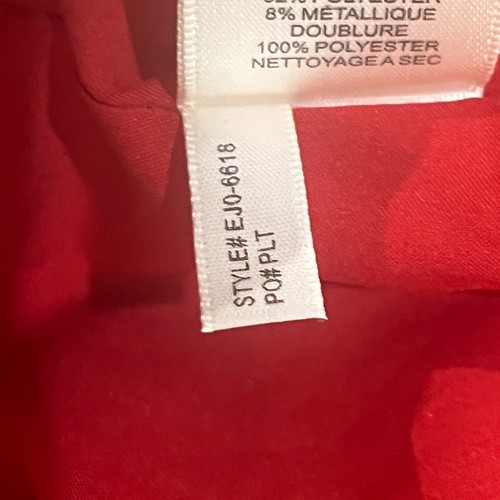 8% MÉTALLIQUE
DOUBLURE
100% POLYESTER
NETTOYAGE A SEC
STYLE# EJ0-6618
PO# PLT